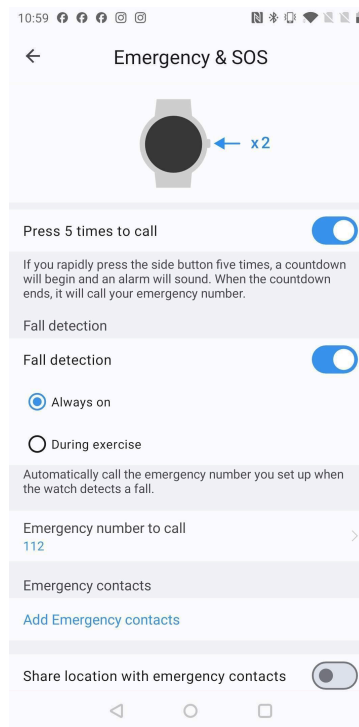 10:59
Emergency & SOS
x2
Press 5 times to call
If you rapidly press the side button five times, a countdown
will begin and an alarm will sound. When the countdown
ends, it will call your emergency number.
Fall detection
Fall detection
Always on
During exercise
Automatically call the emergency number you set up when
the watch detects a fall.
Emergency number to call
112
Emergency contacts
Add Emergency contacts
Share location with emergency contacts